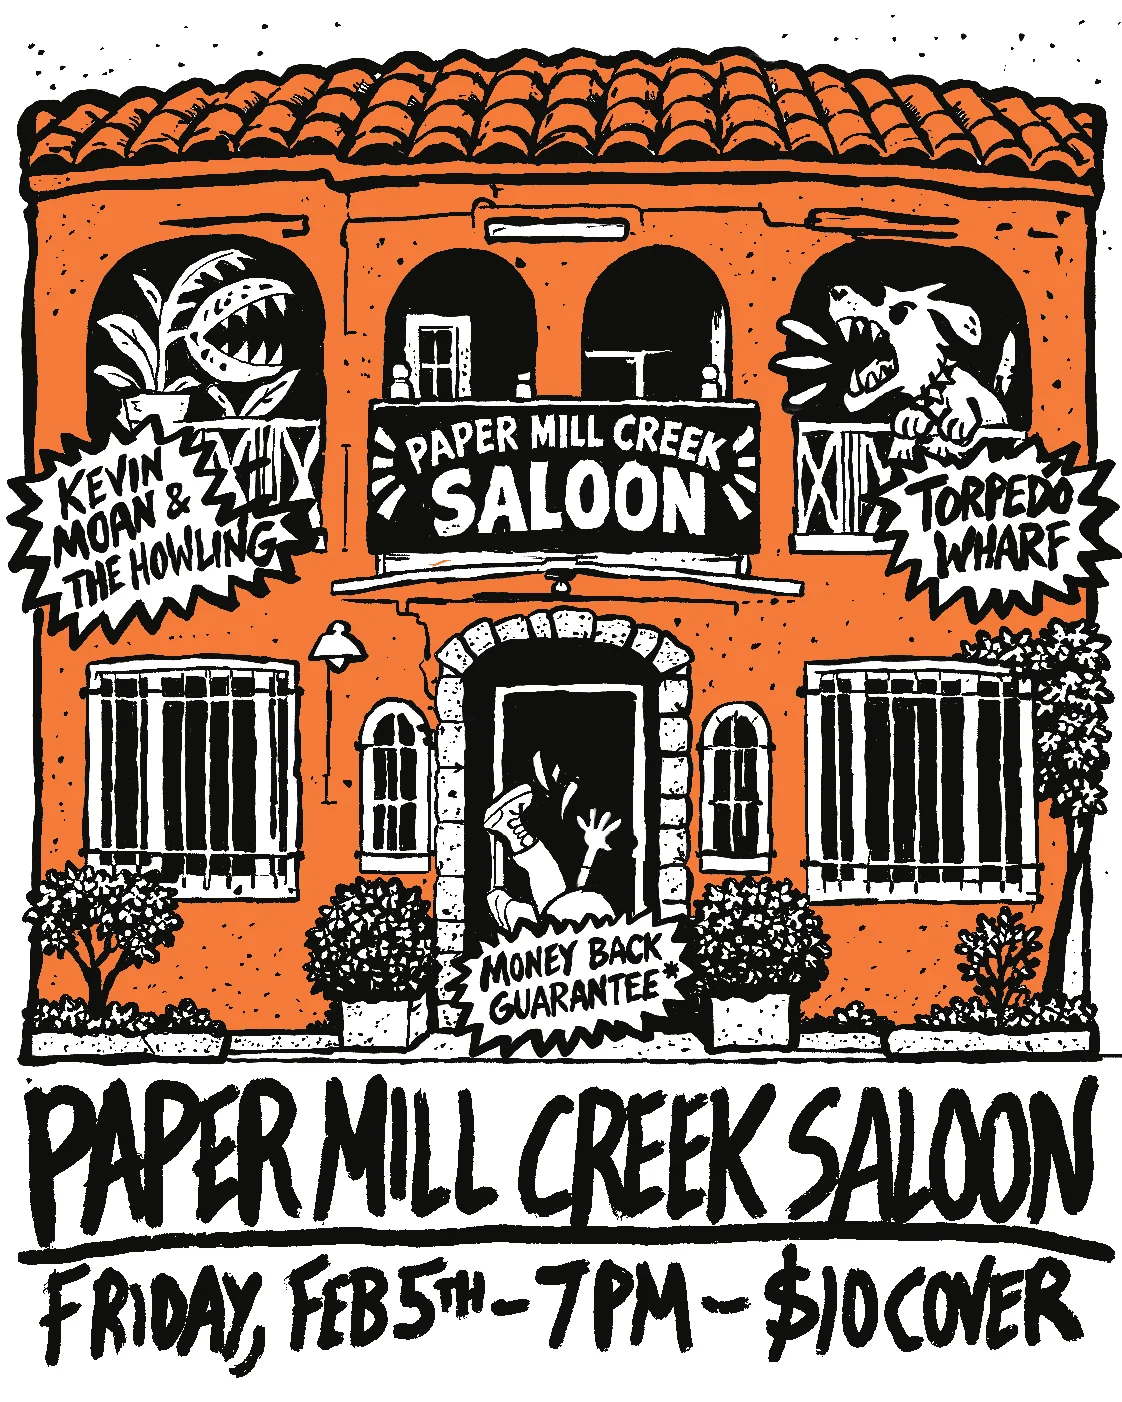 PAPER MILL CREEK
SALOON
KEVIN
MOAN &
THE HOWLING
TORPEDO
WHARF
MONEY BACK
GUARANTEE*
PAPER MILL CREEK SALOON
FRIDAY, FEB 5TH - 7PM - $10 COVER